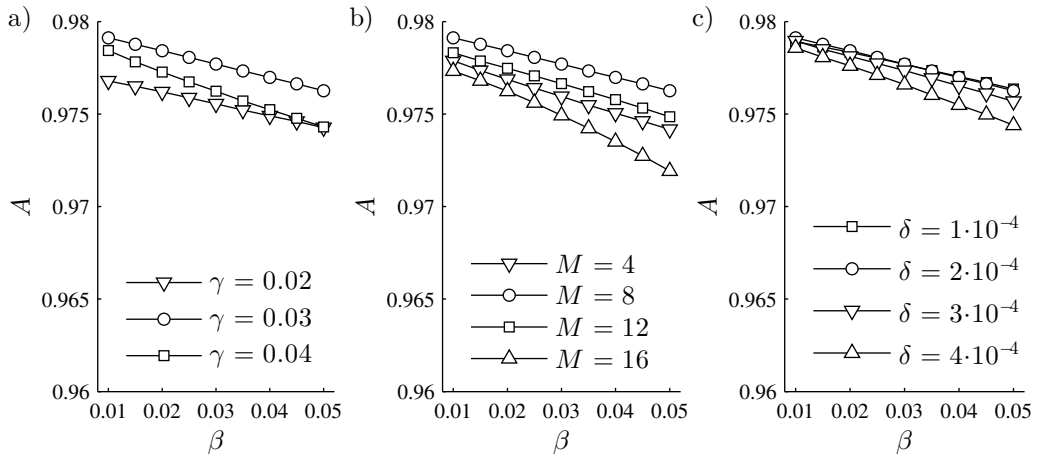 a)
0.98
0.975
0.97
0.965
0.96
A
0.01 0.02 0.03 0.04 0.05
β
γ = 0.02
γ = 0.03
γ = 0.04
b)
0.98
0.975
0.97
0.965
0.96
A
0.01 0.02 0.03 0.04 0.05
β
M = 4
M = 8
M = 12
M = 16
c)
0.98
0.975
0.97
0.965
0.96
A
0.01 0.02 0.03 0.04 0.05
β
δ = 1·10⁻⁴
δ = 2·10⁻⁴
δ = 3·10⁻⁴
δ = 4·10⁻⁴